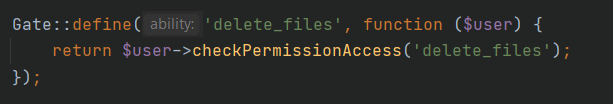 Gate::define( ability: 'delete_files', function ($user) {
    return $user->checkPermissionAccess('delete_files');
});